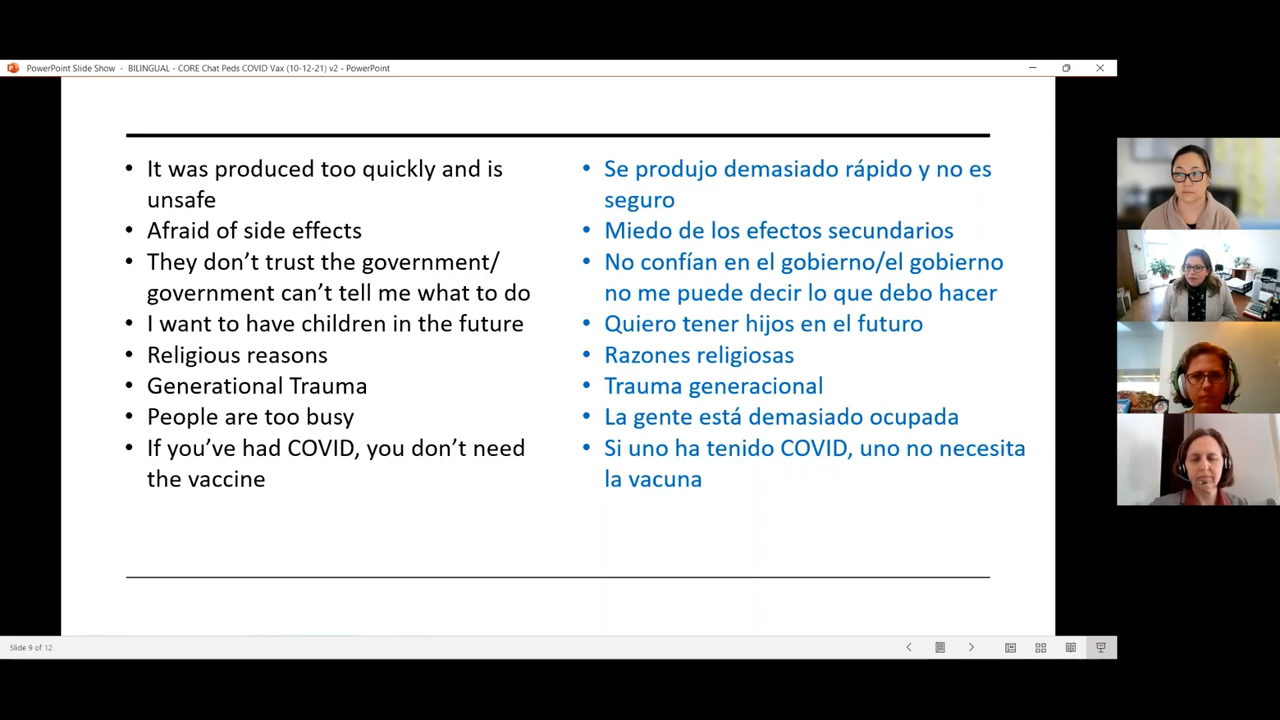 PowerPoint Slide Show - BILINGUAL - CORE Chat Peds COVID Vax (10-12-21) v2 - PowerPoint
• It was produced too quickly and is
unsafe
• Afraid of side effects
• They don’t trust the government/
government can’t tell me what to do
• I want to have children in the future
• Religious reasons
• Generational Trauma
• People are too busy
• If you’ve had COVID, you don’t need
the vaccine
• Se produjo demasiado rápido y no es
seguro
• Miedo de los efectos secundarios
• No confían en el gobierno/el gobierno
no me puede decir lo que debo hacer
• Quiero tener hijos en el futuro
• Razones religiosas
• Trauma generacional
• La gente está demasiado ocupada
• Si uno ha tenido COVID, uno no necesita
la vacuna
Slide 9 of 12